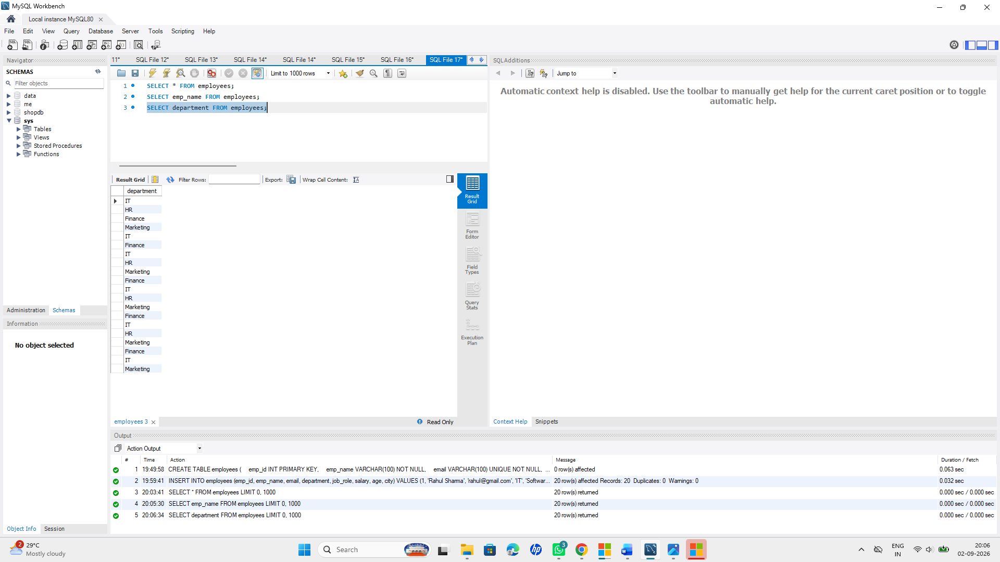 MySQL Workbench
Local instance MySQL80
File Edit View Query Database Server Tools Scripting Help
Navigator
SCHEMAS
Filter objects
data
me
shopdb
sys
Tables
Views
Stored Procedures
Functions
Administration Schemas
Information
No object selected
Object Info Session
11* SQL File 12* SQL File 13* SQL File 14* SQL File 14* SQL File 15* SQL File 16* SQL File 17*
Limit to 1000 rows
1 SELECT * FROM employees;
2 SELECT emp_name FROM employees;
3 SELECT department FROM employees;
Result Grid Filter Rows: Export: Wrap Cell Content:
department
IT
HR
Finance
Marketing
IT
Finance
IT
HR
Marketing
Finance
IT
HR
Marketing
Finance
IT
HR
Marketing
Finance
IT
Marketing
Result Grid
Form Editor
Field Types
Query Stats
Execution Plan
employees 3 Read Only
SQLAdditions
Jump to
Automatic context help is disabled. Use the toolbar to manually get help for the current caret position or to toggle
automatic help.
Context Help Snippets
Output
Action Output
# Time Action Message Duration / Fetch
1 19:49:58 CREATE TABLE employees ( emp_id INT PRIMARY KEY, emp_name VARCHAR(100) NOT NULL, email VARCHAR(100) UNIQUE NOT NULL, ... 0 row(s) affected 0.063 sec
2 19:59:41 INSERT INTO employees (emp_id, emp_name, email, department, job_role, salary, age, city) VALUES (1, 'Rahul Sharma', 'rahul@gmail.com', 'IT', 'Softwar... 20 row(s) affected Records: 20 Duplicates: 0 Warnings: 0 0.032 sec
3 20:03:41 SELECT * FROM employees LIMIT 0, 1000 20 row(s) returned 0.000 sec / 0.000 sec
4 20:05:30 SELECT emp_name FROM employees LIMIT 0, 1000 20 row(s) returned 0.000 sec / 0.000 sec
5 20:06:34 SELECT department FROM employees LIMIT 0, 1000 20 row(s) returned 0.000 sec / 0.000 sec
2
29°C
Mostly cloudy
Search
3
ENG
IN
20:06
02-09-2026